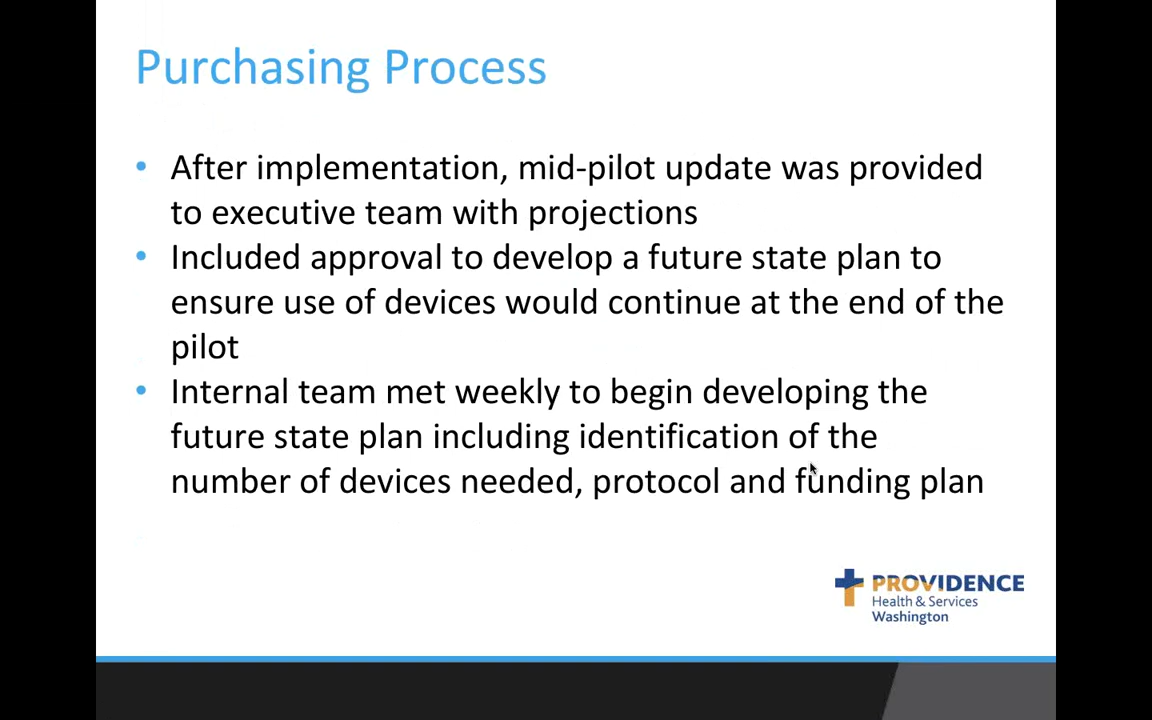 Purchasing Process
• After implementation, mid-pilot update was provided
to executive team with projections
• Included approval to develop a future state plan to
ensure use of devices would continue at the end of the
pilot
• Internal team met weekly to begin developing the
future state plan including identification of the
number of devices needed, protocol and funding plan
PROVIDENCE
Health & Services
Washington